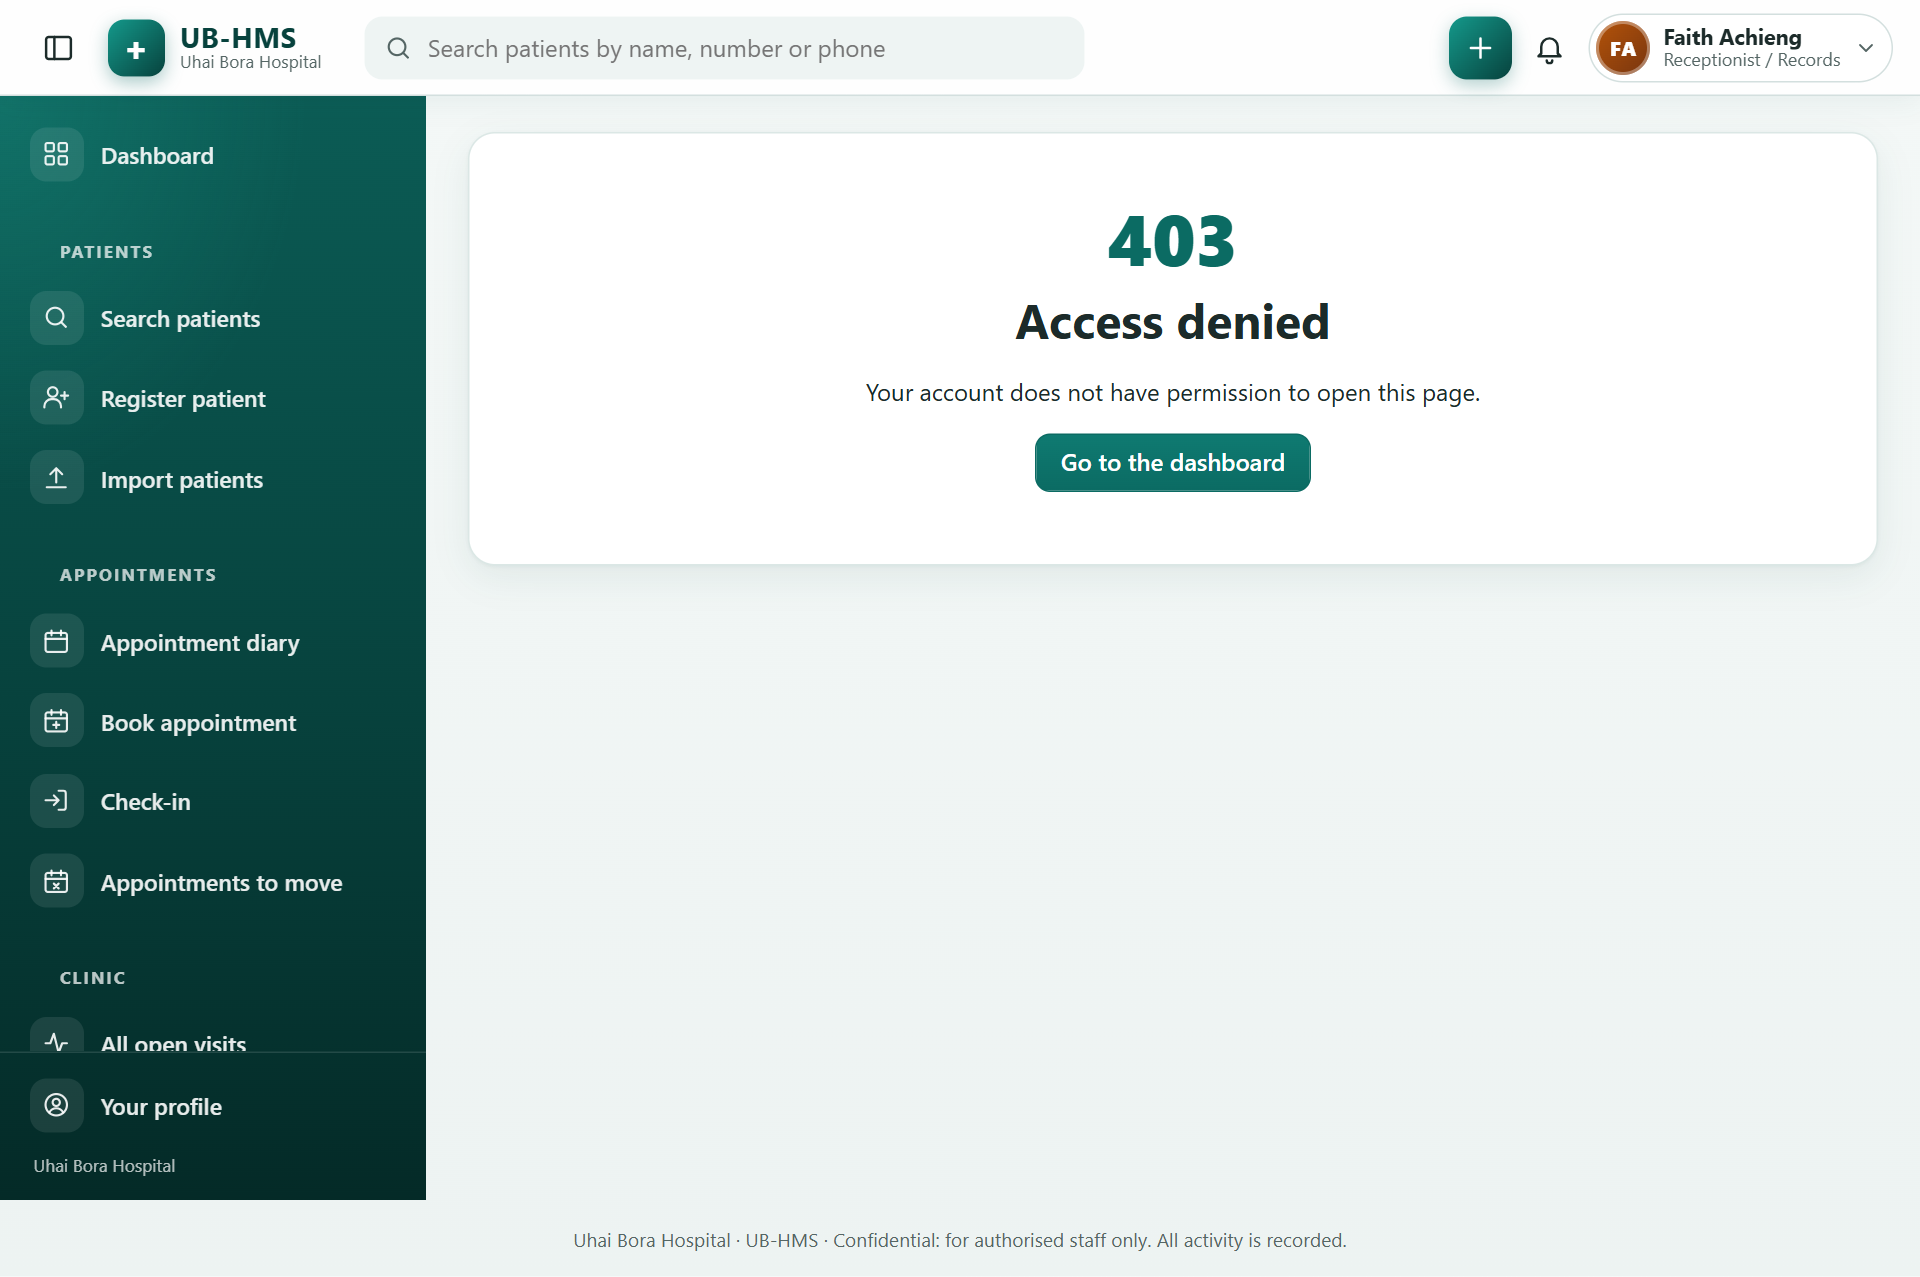 UB-HMS
Uhai Bora Hospital
Search patients by name, number or phone
FA
Faith Achieng
Receptionist / Records
Dashboard
PATIENTS
Search patients
Register patient
Import patients
APPOINTMENTS
Appointment diary
Book appointment
Check-in
Appointments to move
CLINIC
All open visits
Your profile
Uhai Bora Hospital
403
Access denied
Your account does not have permission to open this page.
Go to the dashboard
Uhai Bora Hospital · UB-HMS · Confidential: for authorised staff only. All activity is recorded.